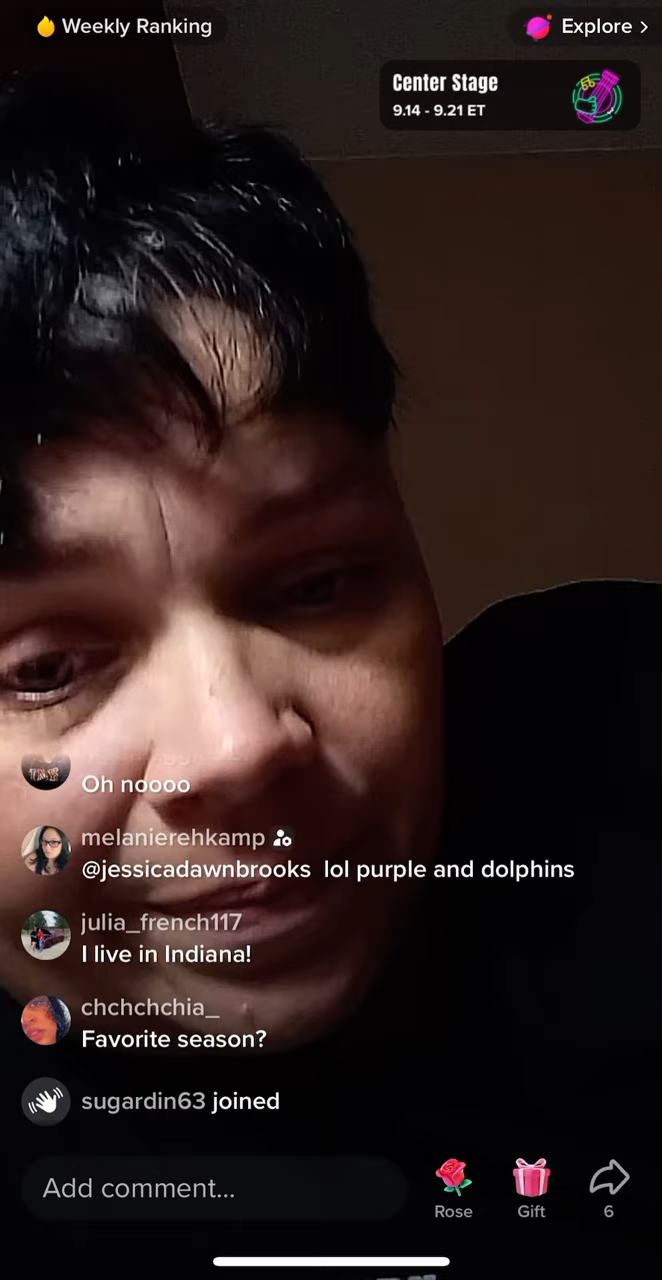 Weekly Ranking
Explore >
Center Stage
9.14 - 9.21 ET
Oh noooo
melanierehkamp
@jessicadawnbrooks lol purple and dolphins
julia_french117
I live in Indiana!
chchchchia_
Favorite season?
sugardin63 joined
Add comment...
Rose
Gift
6